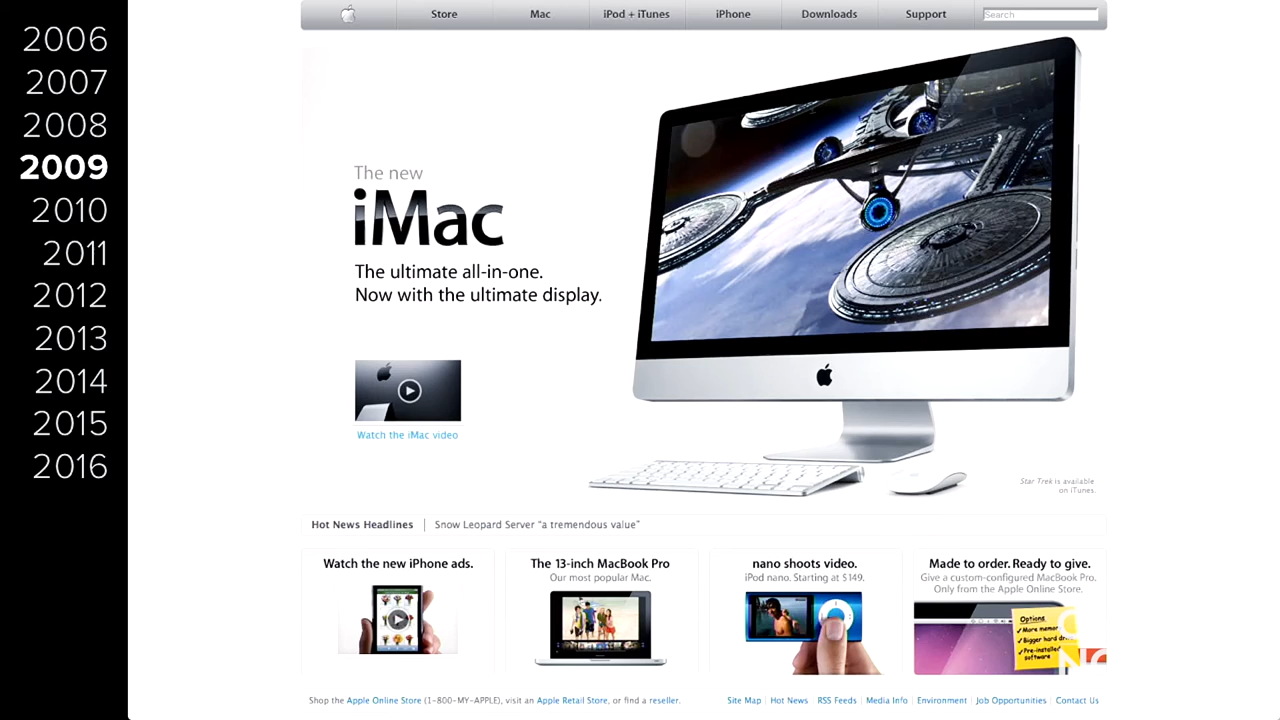 2006
2007
2008
2009
2010
2011
2012
2013
2014
2015
2016
Store
Mac
iPod + iTunes
iPhone
Downloads
Support
Search
The new
iMac
The ultimate all-in-one.
Now with the ultimate display.
Watch the iMac video
Star Trek is available
on iTunes.
Hot News Headlines
Snow Leopard Server “a tremendous value”
Watch the new iPhone ads.
The 13-inch MacBook Pro
Our most popular Mac.
nano shoots video.
iPod nano. Starting at $149.
Made to order. Ready to give.
Give a custom-configured MacBook Pro.
Only from the Apple Online Store.
Options
More memor
Bigger hard
Pre-installed
software
Shop the Apple Online Store (1-800-MY-APPLE), visit an Apple Retail Store, or find a reseller.
Site Map
Hot News
RSS Feeds
Media Info
Environment
Job Opportunities
Contact Us